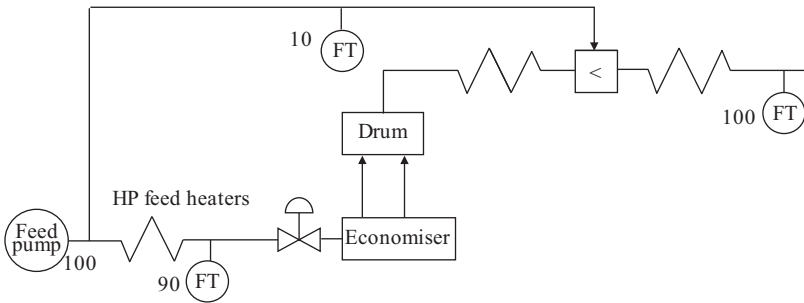 10
FT
<
100
FT
Drum
HP feed heaters
Feed
pump
100
Economiser
90
FT